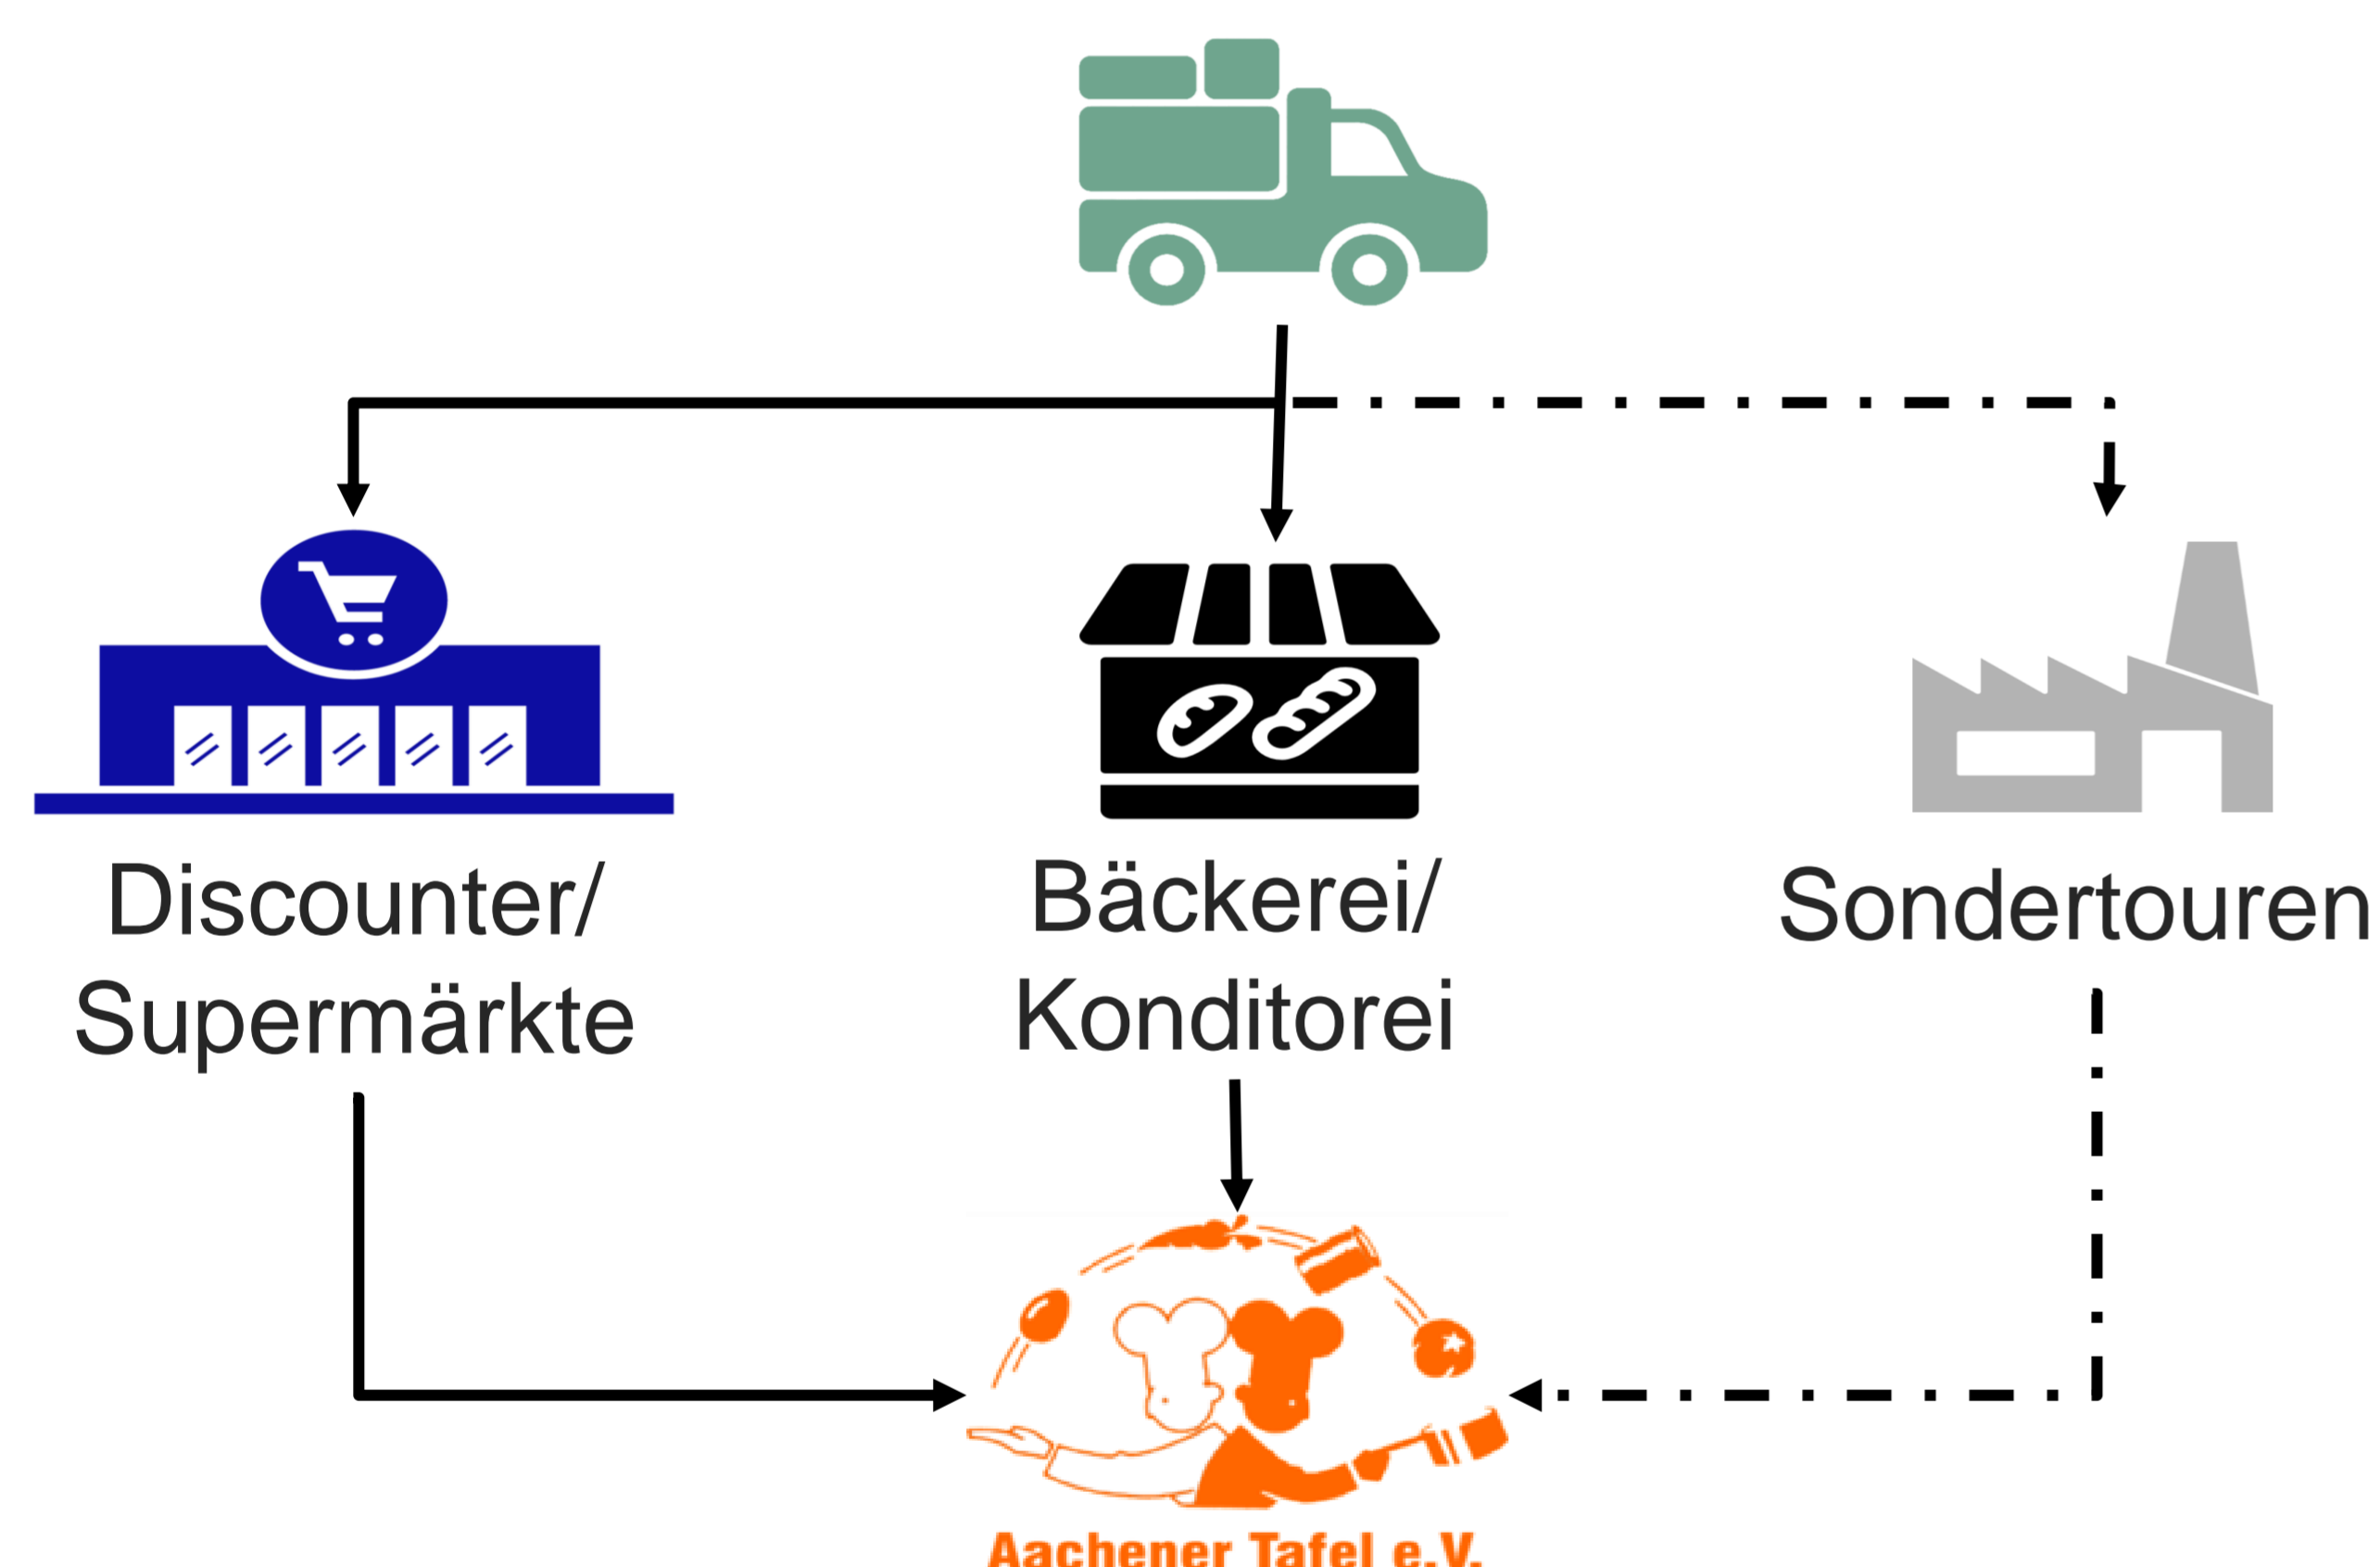 Discounter/
Supermärkte
Bäckerei/
Konditorei
Sondertouren
Aachener Tafel e.V.